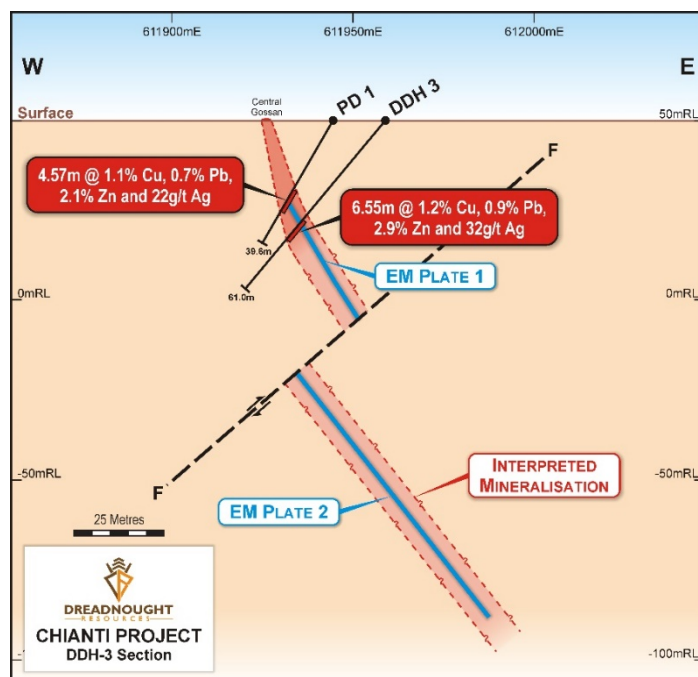 611900mE
611950mE
612000mE
W
E
Central
Gossan
PD 1
DDH 3
Surface
50mRL
F
4.57m @ 1.1% Cu, 0.7% Pb,
2.1% Zn and 22g/t Ag
6.55m @ 1.2% Cu, 0.9% Pb,
2.9% Zn and 32g/t Ag
39.6m
61.0m
EM PLATE 1
0mRL
0mRL
-50mRL
-50mRL
F
INTERPRETED
MINERALISATION
EM PLATE 2
25 Metres
DREADNOUGHT
RESOURCES
CHIANTI PROJECT
DDH-3 Section
-100mRL